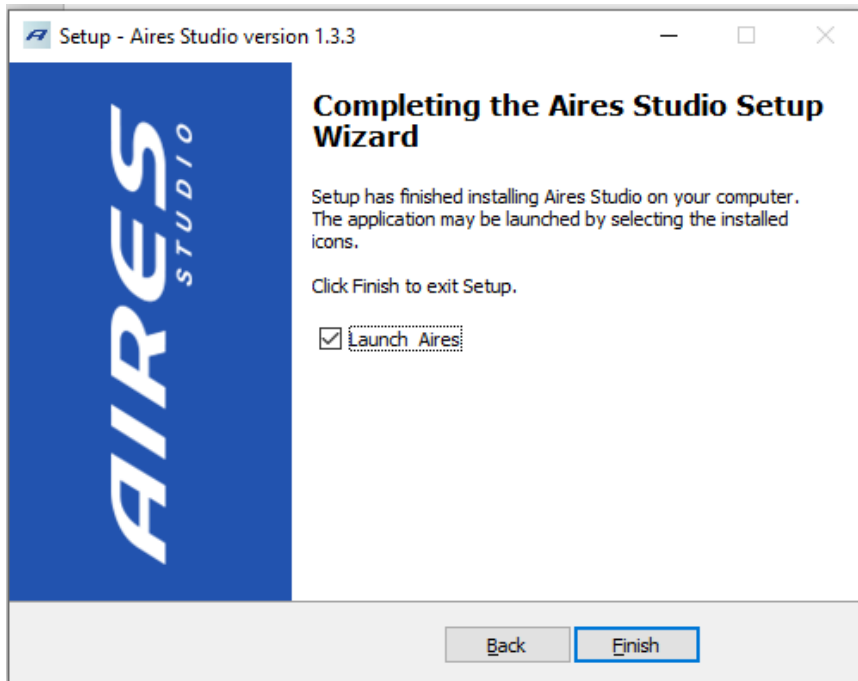 Setup - Aires Studio version 1.3.3
AIRES
STUDIO
Completing the Aires Studio Setup
Wizard
Setup has finished installing Aires Studio on your computer.
The application may be launched by selecting the installed
icons.
Click Finish to exit Setup.
Launch Aires
Back
Finish